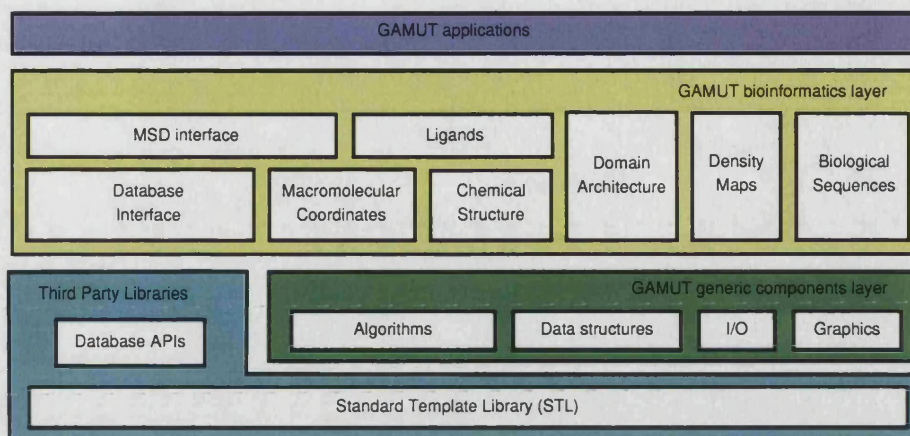 GAMUT applications
GAMUT bioinformatics layer
MSD interface
Ligands
Domain
Architecture
Density
Maps
Biological
Sequences
Database
Interface
Macromolecular
Coordinates
Chemical
Structure
Third Party Libraries
GAMUT generic components layer
Database APIs
Algorithms
Data structures
I/O
Graphics
Standard Template Library (STL)